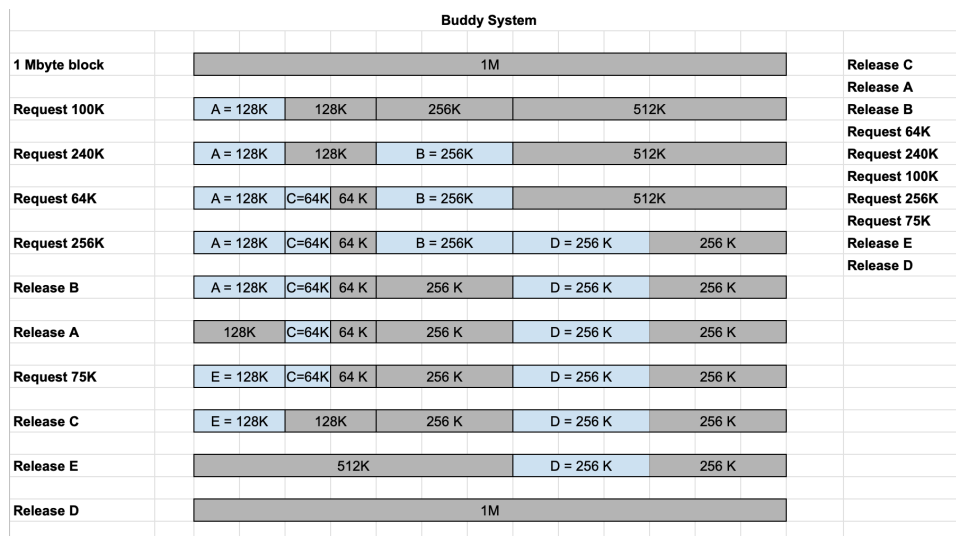 Buddy System
1 Mbyte block 1M Release C
Release A
Request 100K A = 128K 128K 256K 512K Release B
Request 64K
Request 240K A = 128K 128K B = 256K 512K Request 240K
Request 100K
Request 64K A = 128K C=64K 64 K B = 256K 512K Request 256K
Request 75K
Request 256K A = 128K C=64K 64 K B = 256K D = 256 K 256 K Release E
Release D
Release B A = 128K C=64K 64 K 256 K D = 256 K 256 K
Release A 128K C=64K 64 K 256 K D = 256 K 256 K
Request 75K E = 128K C=64K 64 K 256 K D = 256 K 256 K
Release C E = 128K 128K 256 K D = 256 K 256 K
Release E 512K D = 256 K 256 K
Release D 1M